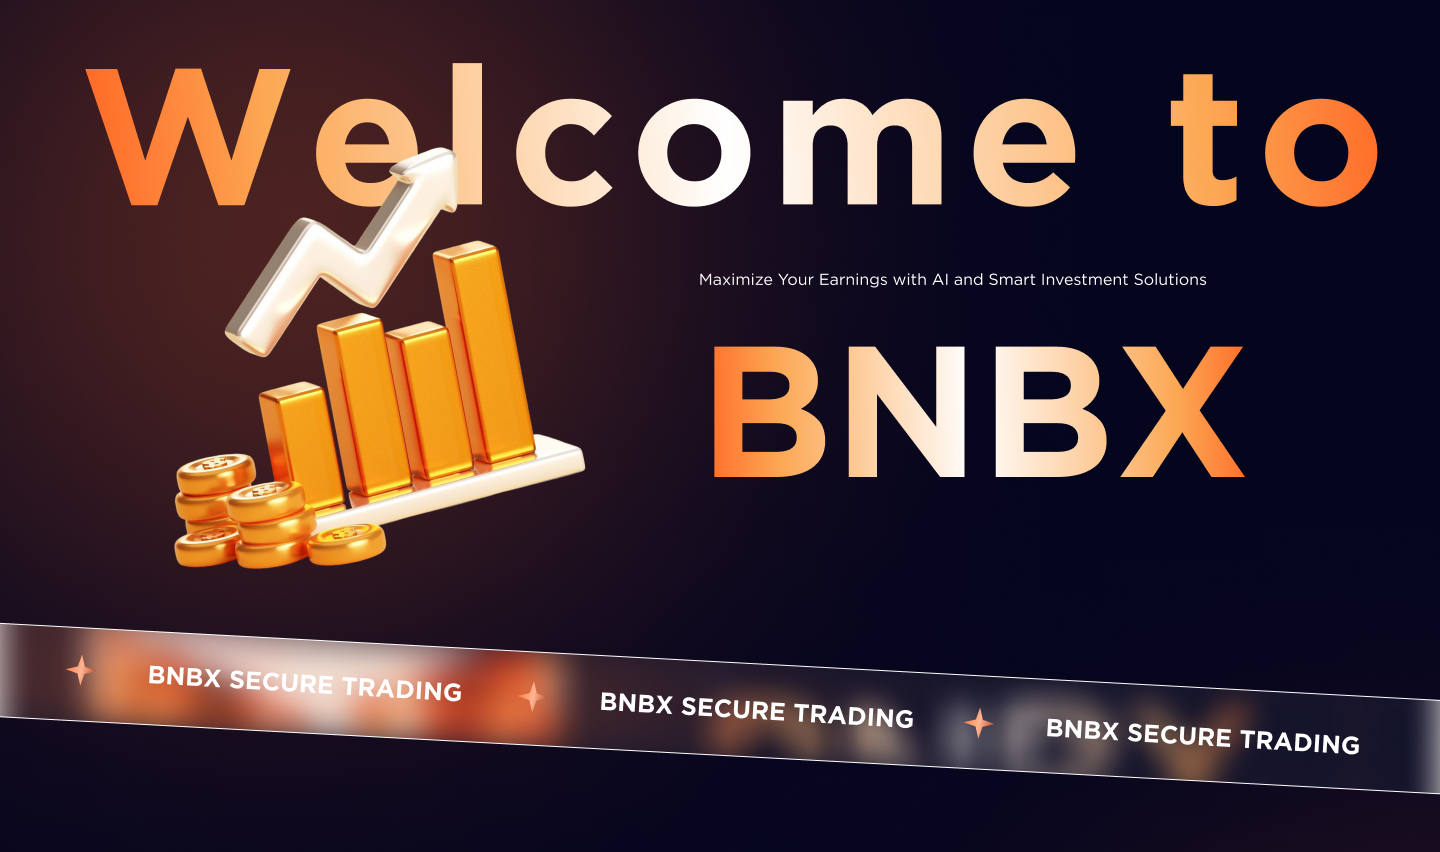 Welcome to
Maximize Your Earnings with AI and Smart Investment Solutions
BNBX
BNBX SECURE TRADING
BNBX SECURE TRADING
BNBX SECURE TRADING